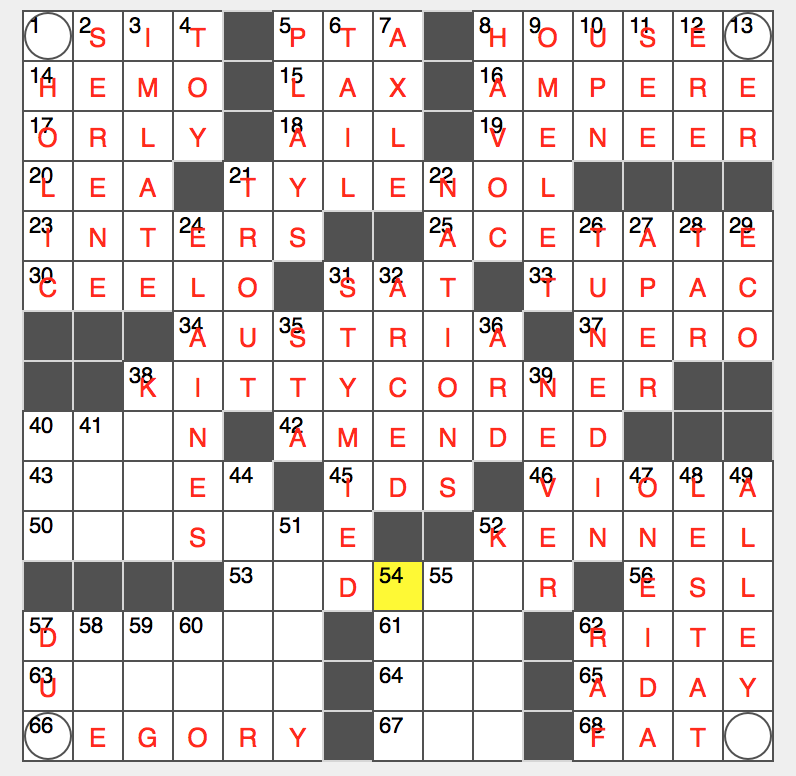 1 2 S 3 I 4 T 5 P 6 T 7 A 8 H 9 O 10 U 11 S 12 E 13
14 H E M O 15 L A X 16 A M P E R E
17 O R L Y 18 A I L 19 V E N E E R
20 L E A 21 T Y L E 22 N O L
23 I N T 24 E R S 25 A C E 26 T 27 A 28 T 29 E
30 C E E L O 31 S 32 A T 33 T U P A C
34 A U 35 S T R I 36 A 37 N E R O
38 K I T T Y C O R 39 N E R
40 41 N 42 A M E N D E D
43 E 44 45 I D S 46 V I 47 O 48 L 49 A
50 S 51 E 52 K E N N E L
53 D 54 55 R 56 E S L
57 D 58 59 60 61 62 R I T E
63 U 64 65 A D A Y
66 E G O R Y 67 68 F A T